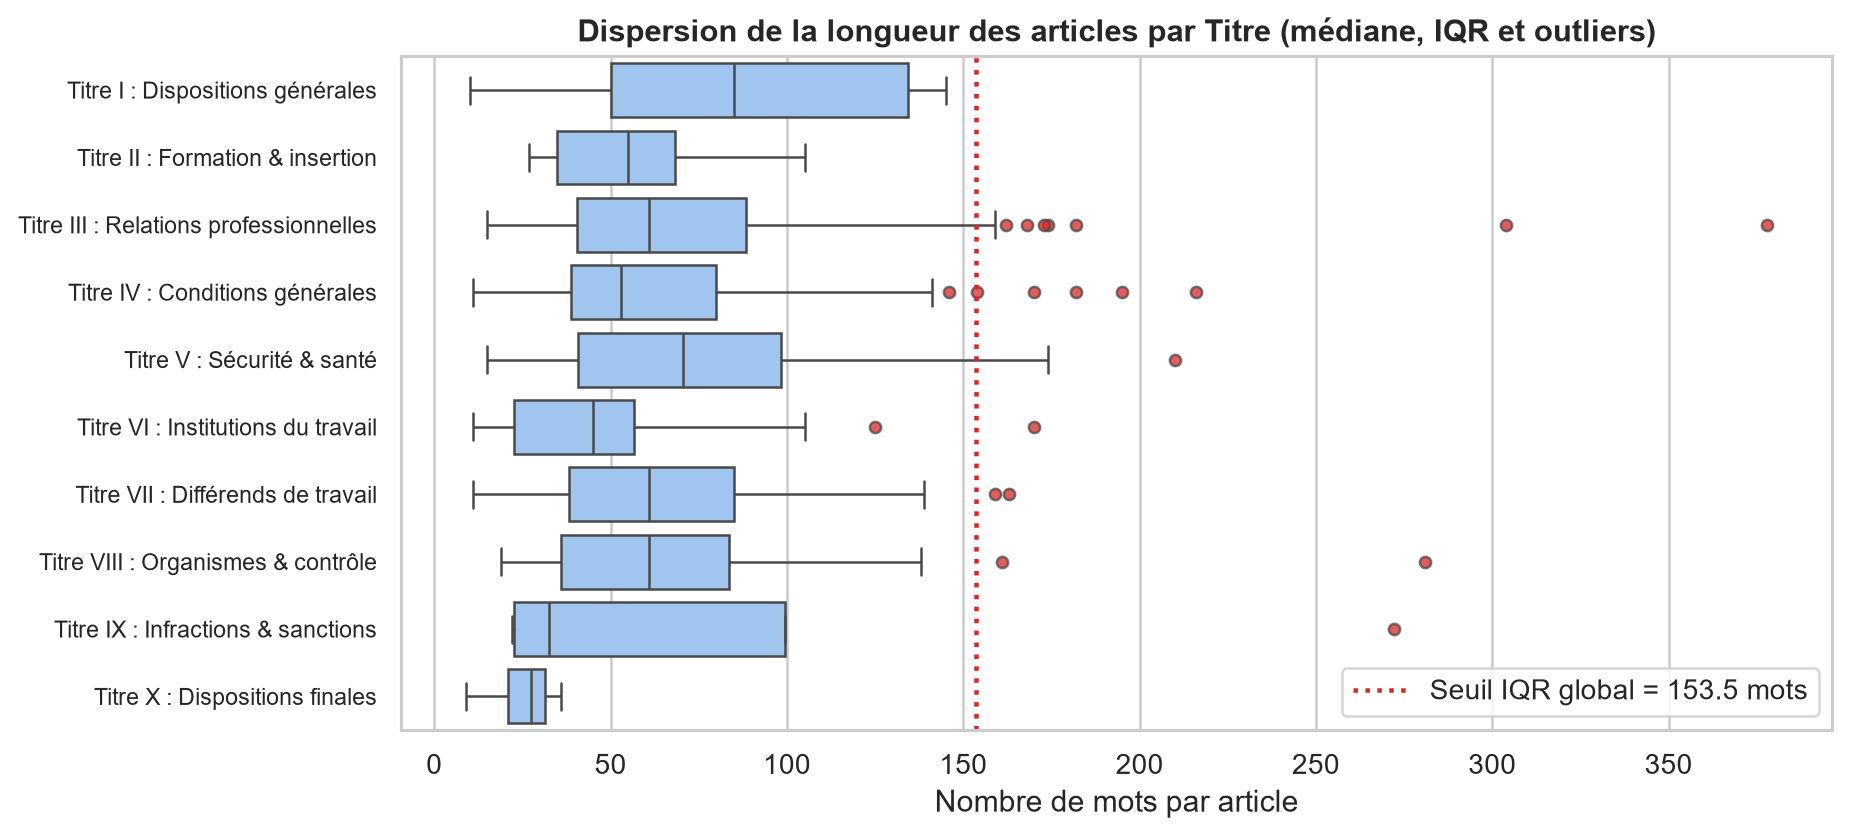 Dispersion de la longueur des articles par Titre (médiane, IQR et outliers)
Titre I : Dispositions générales
Titre II : Formation & insertion
Titre III : Relations professionnelles
Titre IV : Conditions générales
Titre V : Sécurité & santé
Titre VI : Institutions du travail
Titre VII : Différends de travail
Titre VIII : Organismes & contrôle
Titre IX : Infractions & sanctions
Titre X : Dispositions finales
Seuil IQR global = 153.5 mots
0 50 100 150 200 250 300 350
Nombre de mots par article